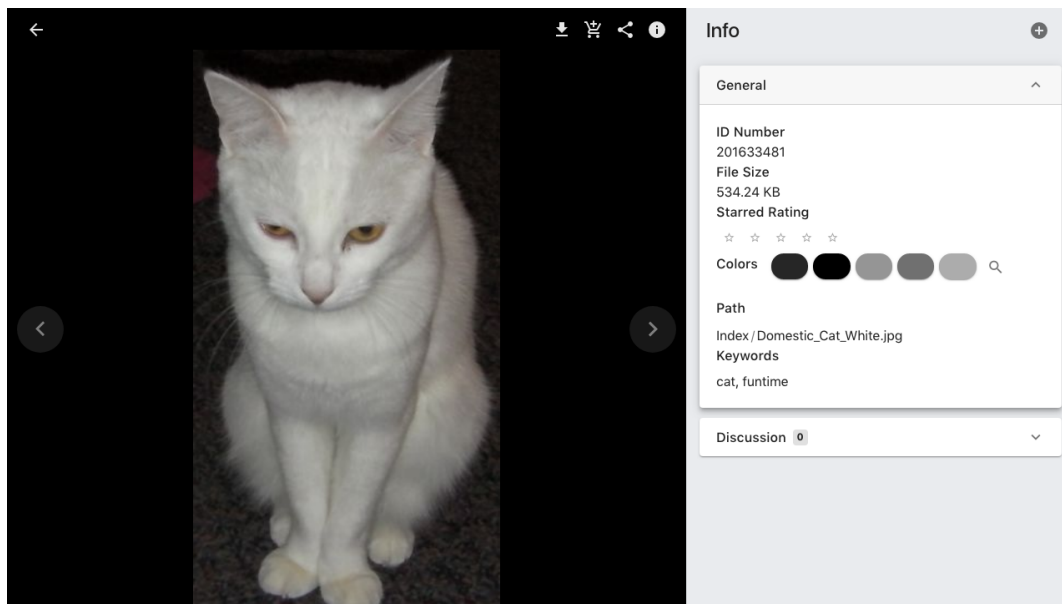 Info
General
ID Number
201633481
File Size
534.24 KB
Starred Rating
Colors
Path
Index/Domestic_Cat_White.jpg
Keywords
cat, funtime
Discussion 0